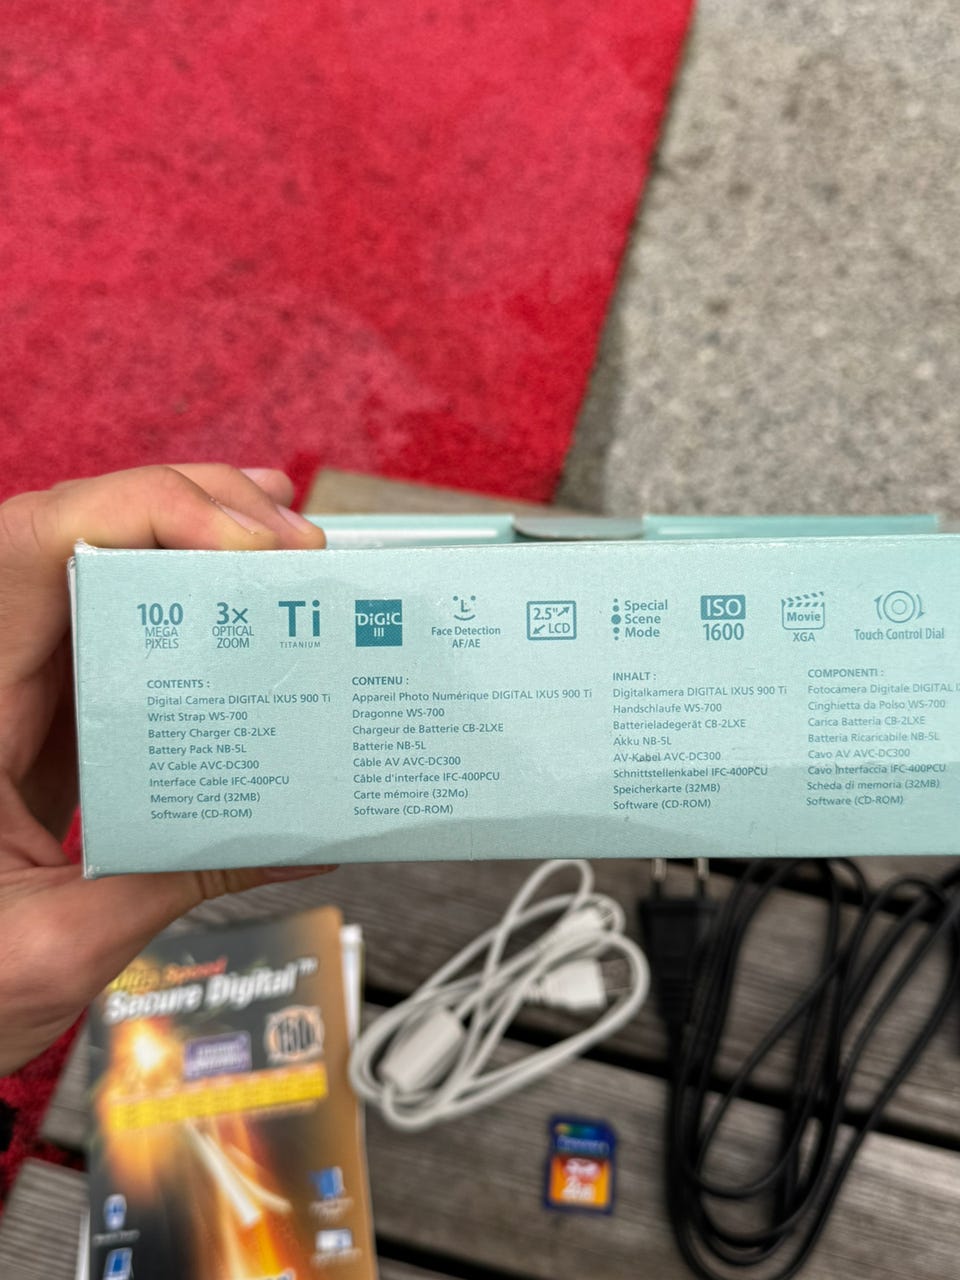 10.0
MEGA
PIXELS
3x
OPTICAL
ZOOM
Ti
TITANIUM
DiGiC
III
Face Detection
AF/AE
2.5"
LCD
Special
Scene
Mode
ISO
1600
Movie
XGA
Touch Control Dial
CONTENTS :
Digital Camera DIGITAL IXUS 900 Ti
Wrist Strap WS-700
Battery Charger CB-2LXE
Battery Pack NB-5L
AV Cable AVC-DC300
Interface Cable IFC-400PCU
Memory Card (32MB)
Software (CD-ROM)
CONTENU :
Appareil Photo Numérique DIGITAL IXUS 900 Ti
Dragonne WS-700
Chargeur de Batterie CB-2LXE
Batterie NB-5L
Câble AV AVC-DC300
Câble d'interface IFC-400PCU
Carte mémoire (32Mo)
Software (CD-ROM)
INHALT :
Digitalkamera DIGITAL IXUS 900 Ti
Handschlaufe WS-700
Batterieladegerät CB-2LXE
Akku NB-5L
AV-Kabel AVC-DC300
Schnittstellenkabel IFC-400PCU
Speicherkarte (32MB)
Software (CD-ROM)
COMPONENTI :
Fotocamera Digitale DIGITAL I
Cinghietta da Polso WS-700
Carica Batteria CB-2LXE
Batteria Ricaricabile NB-5L
Cavo AV AVC-DC300
Cavo Interfaccia IFC-400PCU
Scheda di memoria (32MB)
Software (CD-ROM)
Ultra Speed
Secure Digital™
150x